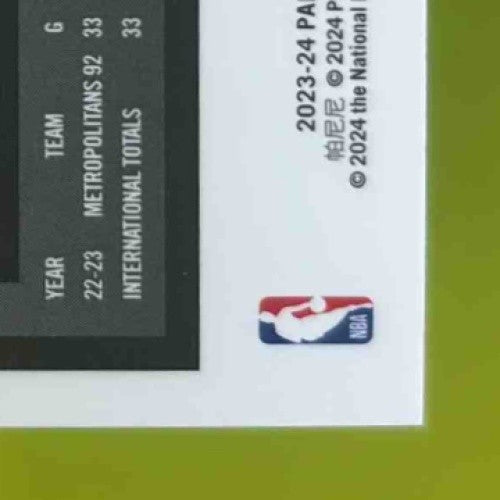 YEAR TEAM G
22-23 METROPOLITANS 92 33
INTERNATIONAL TOTALS 33
2023-24
帕尼尼 © 2024
© 2024 the National
NBA